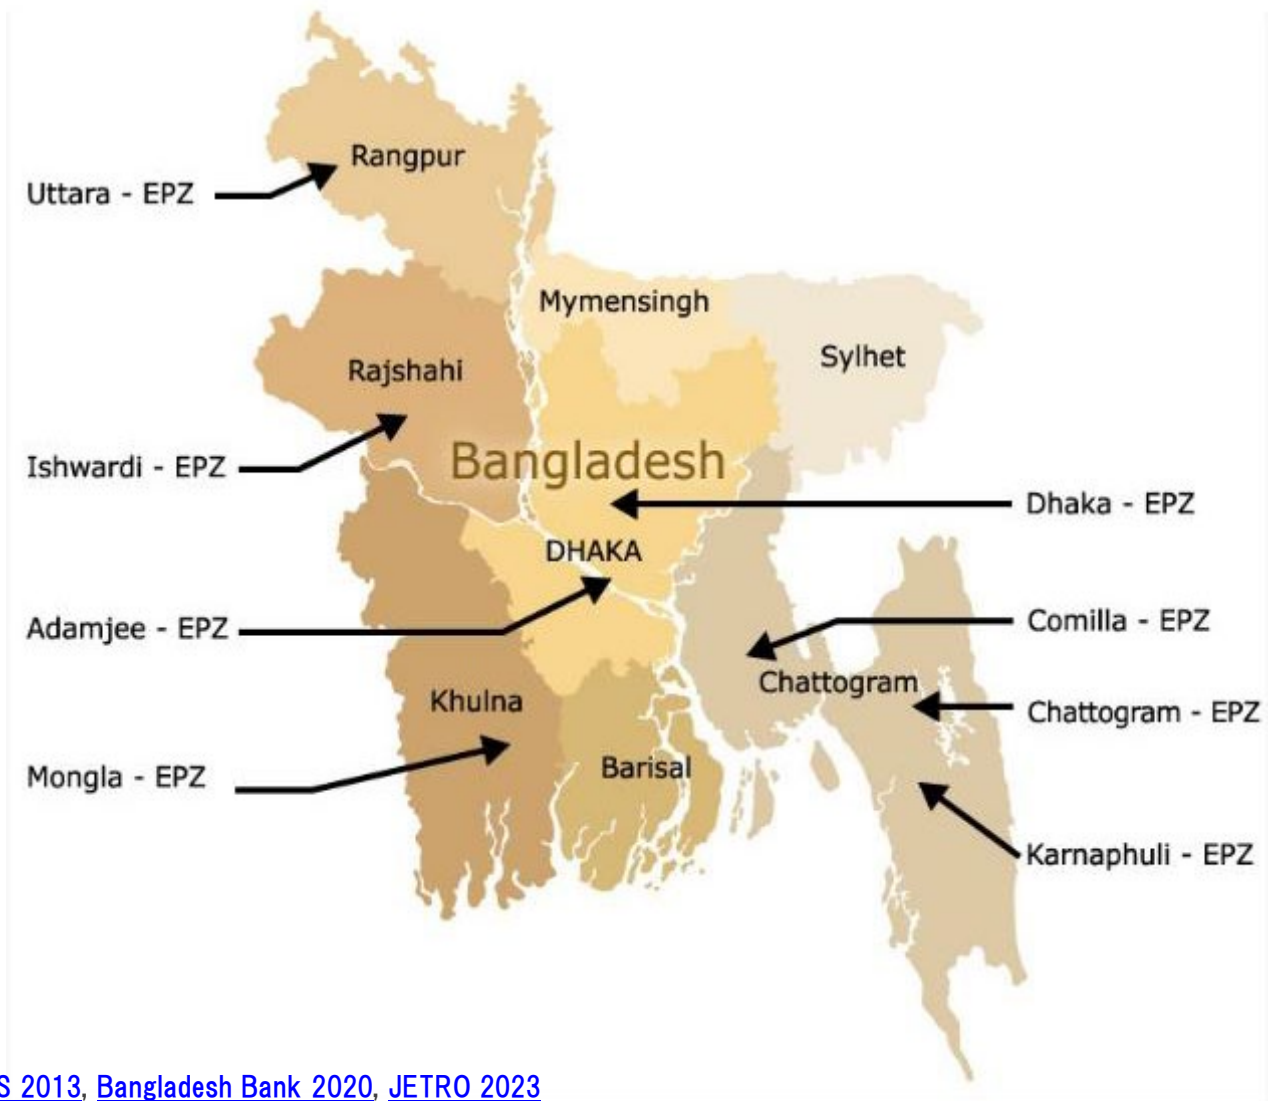 Rangpur
Uttara - EPZ
Mymensingh
Sylhet
Rajshahi
Bangladesh
Ishwardi - EPZ
Dhaka - EPZ
DHAKA
Adamjee - EPZ
Comilla - EPZ
Chattogram
Khulna
Chattogram - EPZ
Barisal
Mongla - EPZ
Karnaphuli - EPZ
S 2013, Bangladesh Bank 2020, JETRO 2023